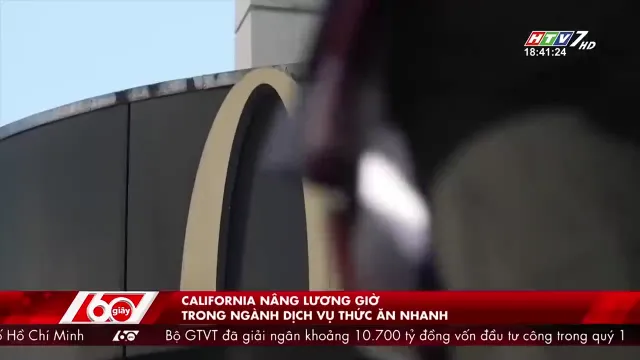 HTV7 HD
18:41:24
60 giây
CALIFORNIA NÂNG LƯƠNG GIỜ
TRONG NGÀNH DỊCH VỤ THỨC ĂN NHANH
Hồ Chí Minh
60s
Bộ GTVT đã giải ngân khoảng 10.700 tỷ đồng vốn đầu tư công trong quý 1